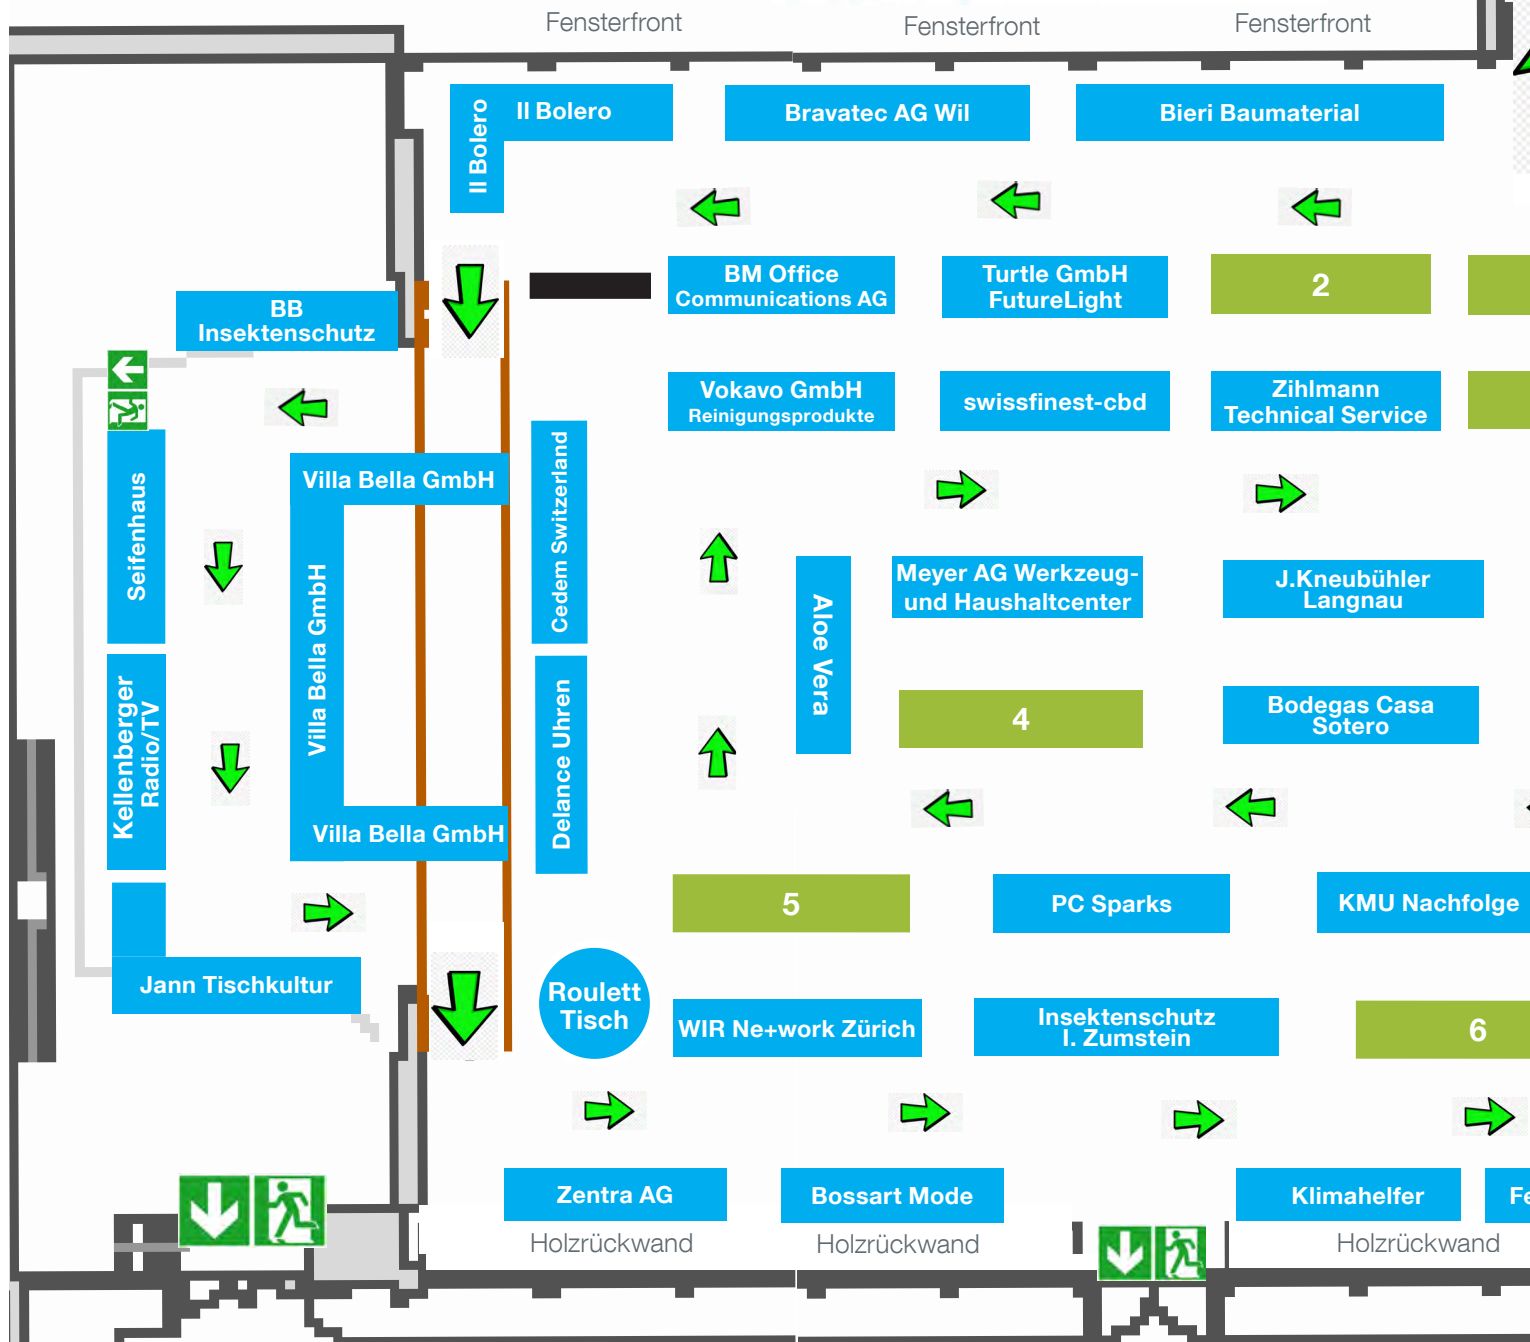 Fensterfront
Fensterfront
Fensterfront
Il Bolero
Il Bolero
Bravatec AG Wil
Bieri Baumaterial
BM Office
Communications AG
Turtle GmbH
FutureLight
2
BB
Insektenschutz
Vokavo GmbH
Reinigungsprodukte
swissfinest-cbd
Zihlmann
Technical Service
Villa Bella GmbH
Cedem Switzerland
Seifenhaus
Villa Bella GmbH
Aloe Vera
Meyer AG Werkzeug-
und Haushaltcenter
J.Kneubühler
Langnau
Kellenberger
Radio/TV
Delance Uhren
4
Bodegas Casa
Sotero
Villa Bella GmbH
5
PC Sparks
KMU Nachfolge
Jann Tischkultur
Roulett
Tisch
WIR Ne+work Zürich
Insektenschutz
I. Zumstein
6
Zentra AG
Bossart Mode
Klimahelfer
Fe
Holzrückwand
Holzrückwand
Holzrückwand